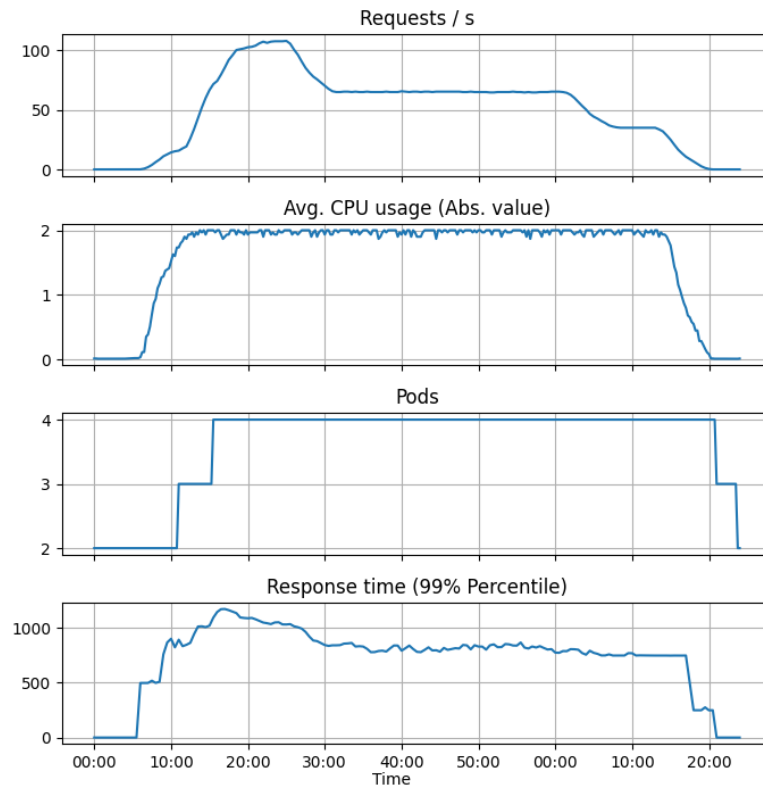 Requests / s
100
50
0
Avg. CPU usage (Abs. value)
2
1
0
Pods
4
3
2
Response time (99% Percentile)
1000
500
0
00:00 10:00 20:00 30:00 40:00 50:00 00:00 10:00 20:00
Time